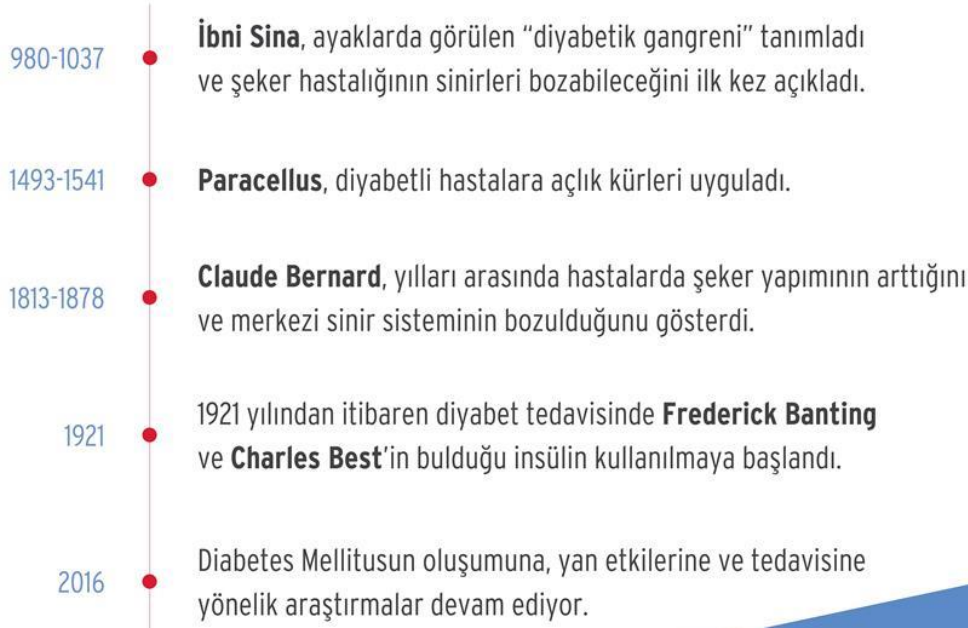 980-1037
İbni Sina, ayaklarda görülen “diyabetik gangreni” tanımladı
ve şeker hastalığının sinirleri bozabileceğini ilk kez açıkladı.
1493-1541
Paracellus, diyabetli hastalara açlık kürleri uyguladı.
1813-1878
Claude Bernard, yılları arasında hastalarda şeker yapımının arttığını
ve merkezi sinir sisteminin bozulduğunu gösterdi.
1921
1921 yılından itibaren diyabet tedavisinde Frederick Banting
ve Charles Best’in bulduğu insülin kullanılmaya başlandı.
2016
Diabetes Mellitusun oluşumuna, yan etkilerine ve tedavisine
yönelik araştırmalar devam ediyor.